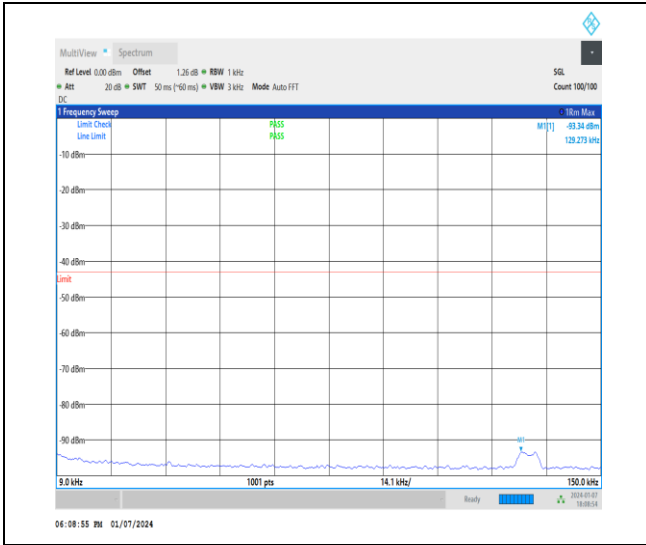 MultiView Spectrum
Ref Level 0.00 dBm Offset 1.26 dB RBW 1 kHz SGL
Att 20 dB SWT 50 ms (~60 ms) VBW 3 kHz Mode Auto FFT Count 100/100
DC
1 Frequency Sweep 1Rm Max
Limit Check PASS M1[1] -93.34 dBm
Line Limit PASS 129.273 kHz
-10 dBm
-20 dBm
-30 dBm
-40 dBm
Limit
-50 dBm
-60 dBm
-70 dBm
-80 dBm
-90 dBm
M1
9.0 kHz 1001 pts 14.1 kHz/ 150.0 kHz
Ready 2024-01-07
18:08:54
06:08:55 PM 01/07/2024